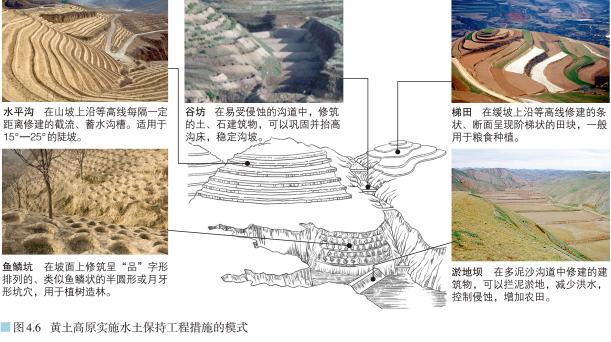 水平沟 在山坡上沿等高线每隔一定
距离修建的截流、蓄水沟槽。适用于
15°—25°的陡坡。
谷坊 在易受侵蚀的沟道中，修筑
的土、石建筑物，可以巩固并抬高
沟床，稳定沟坡。
梯田 在缓坡上沿等高线修建的条
状、断面呈现阶梯状的田块，一般
用于粮食种植。
鱼鳞坑 在坡面上修筑呈“品”字形
排列的、类似鱼鳞状的半圆形或月牙
形坑穴，用于植树造林。
淤地坝 在多泥沙沟道中修建的建
筑物，可以拦泥淤地，减少洪水，
控制侵蚀，增加农田。
图4.6 黄土高原实施水土保持工程措施的模式